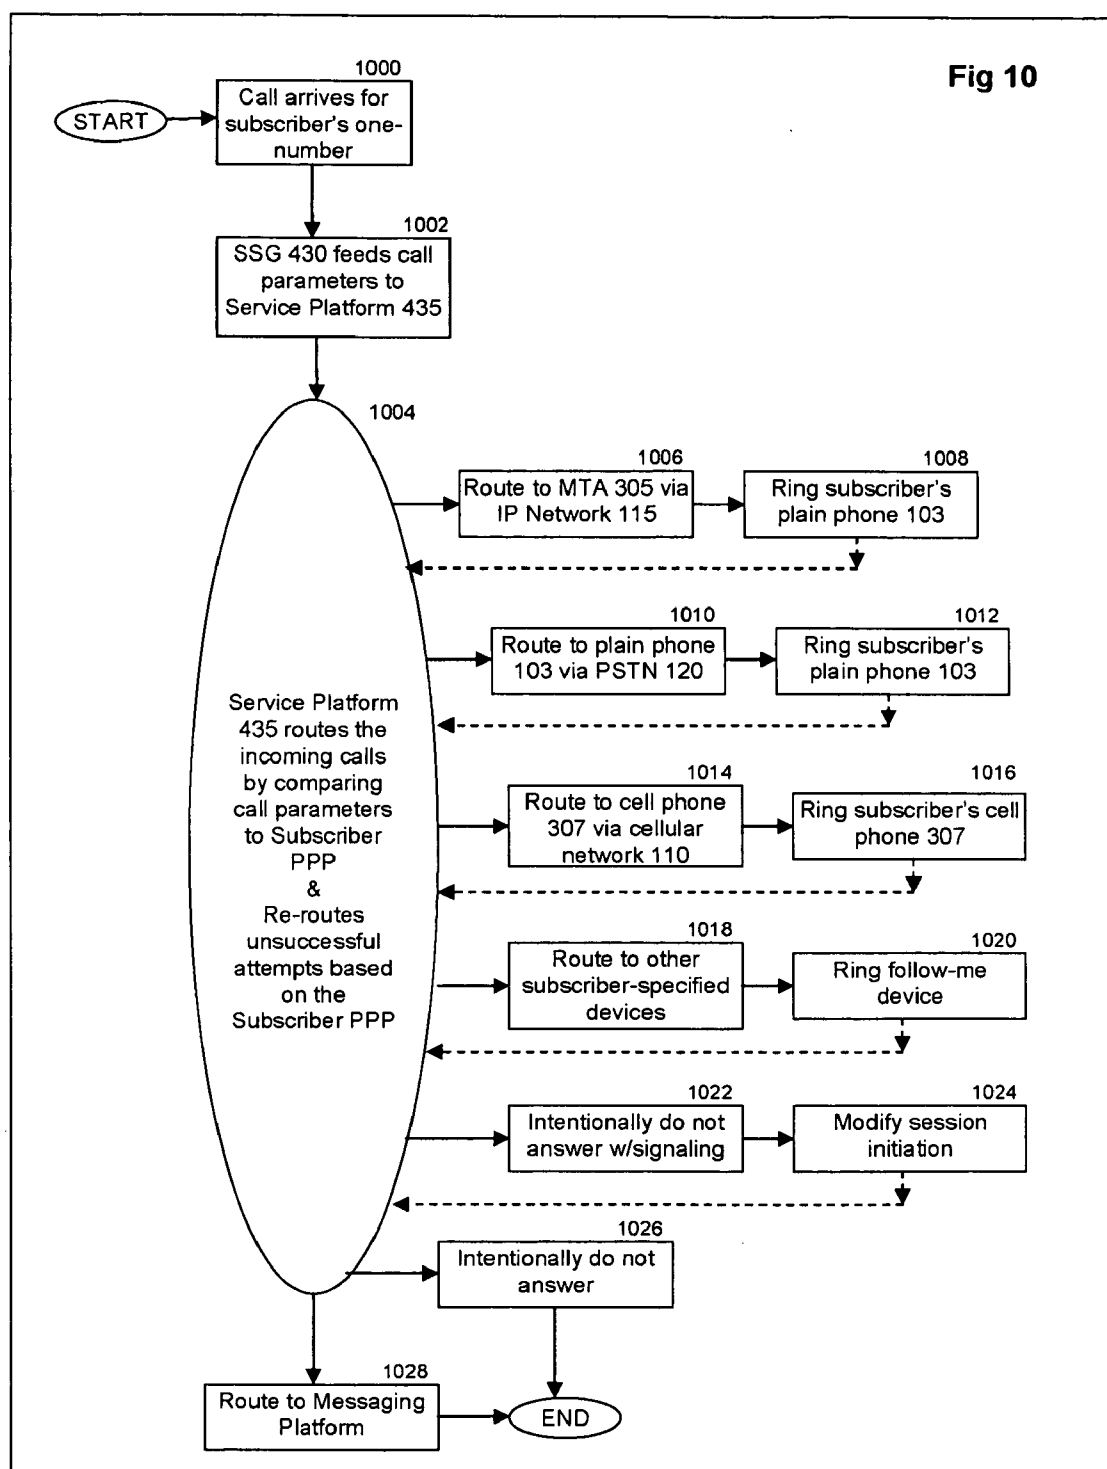 Fig 10
START
1000
Call arrives for
subscriber's one-
number
1002
SSG 430 feeds call
parameters to
Service Platform 435
1004
Service Platform
435 routes the
incoming calls
by comparing
call parameters
to Subscriber
PPP
&
Re-routes
unsuccessful
attempts based
on the
Subscriber PPP
1006
Route to MTA 305 via
IP Network 115
1008
Ring subscriber's
plain phone 103
1010
Route to plain phone
103 via PSTN 120
1012
Ring subscriber's
plain phone 103
1014
Route to cell phone
307 via cellular
network 110
1016
Ring subscriber's cell
phone 307
1018
Route to other
subscriber-specified
devices
1020
Ring follow-me
device
1022
Intentionally do not
answer w/signaling
1024
Modify session
initiation
1026
Intentionally do not
answer
1028
Route to Messaging
Platform
END